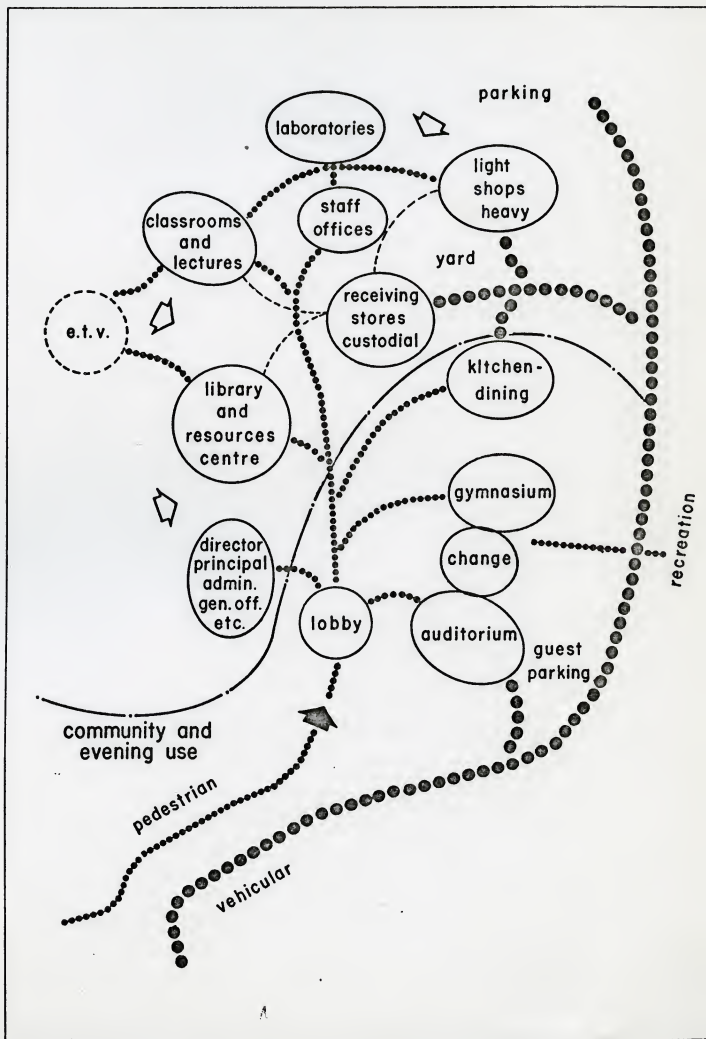 parking
laboratories
light
shops
heavy
staff
offices
classrooms
and
lectures
yard
receiving
stores
custodial
e.t.v.
kitchen-
dining
library
and
resources
centre
gymnasium
recreation
change
director
principal
admin.
gen. off.
etc.
lobby
auditorium
guest
parking
community and
evening use
pedestrian
vehicular